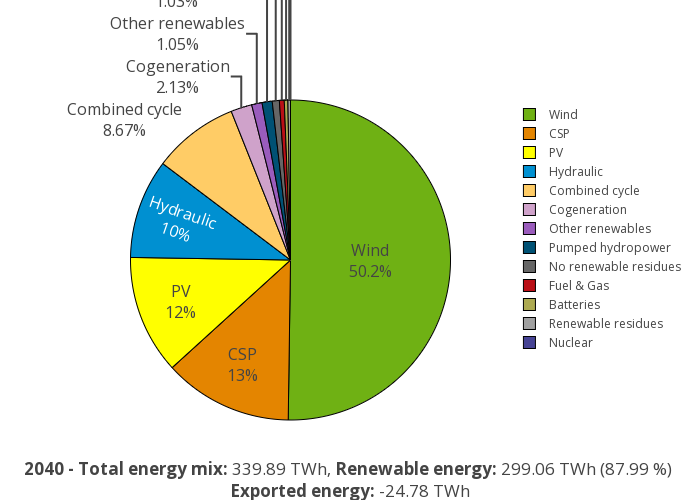 1.03%
Other renewables
1.05%
Cogeneration
2.13%
Combined cycle
8.67%
Hydraulic
10%
Wind
50.2%
PV
12%
CSP
13%
Wind
CSP
PV
Hydraulic
Combined cycle
Cogeneration
Other renewables
Pumped hydropower
No renewable residues
Fuel & Gas
Batteries
Renewable residues
Nuclear
2040 - Total energy mix: 339.89 TWh, Renewable energy: 299.06 TWh (87.99 %)
Exported energy: -24.78 TWh